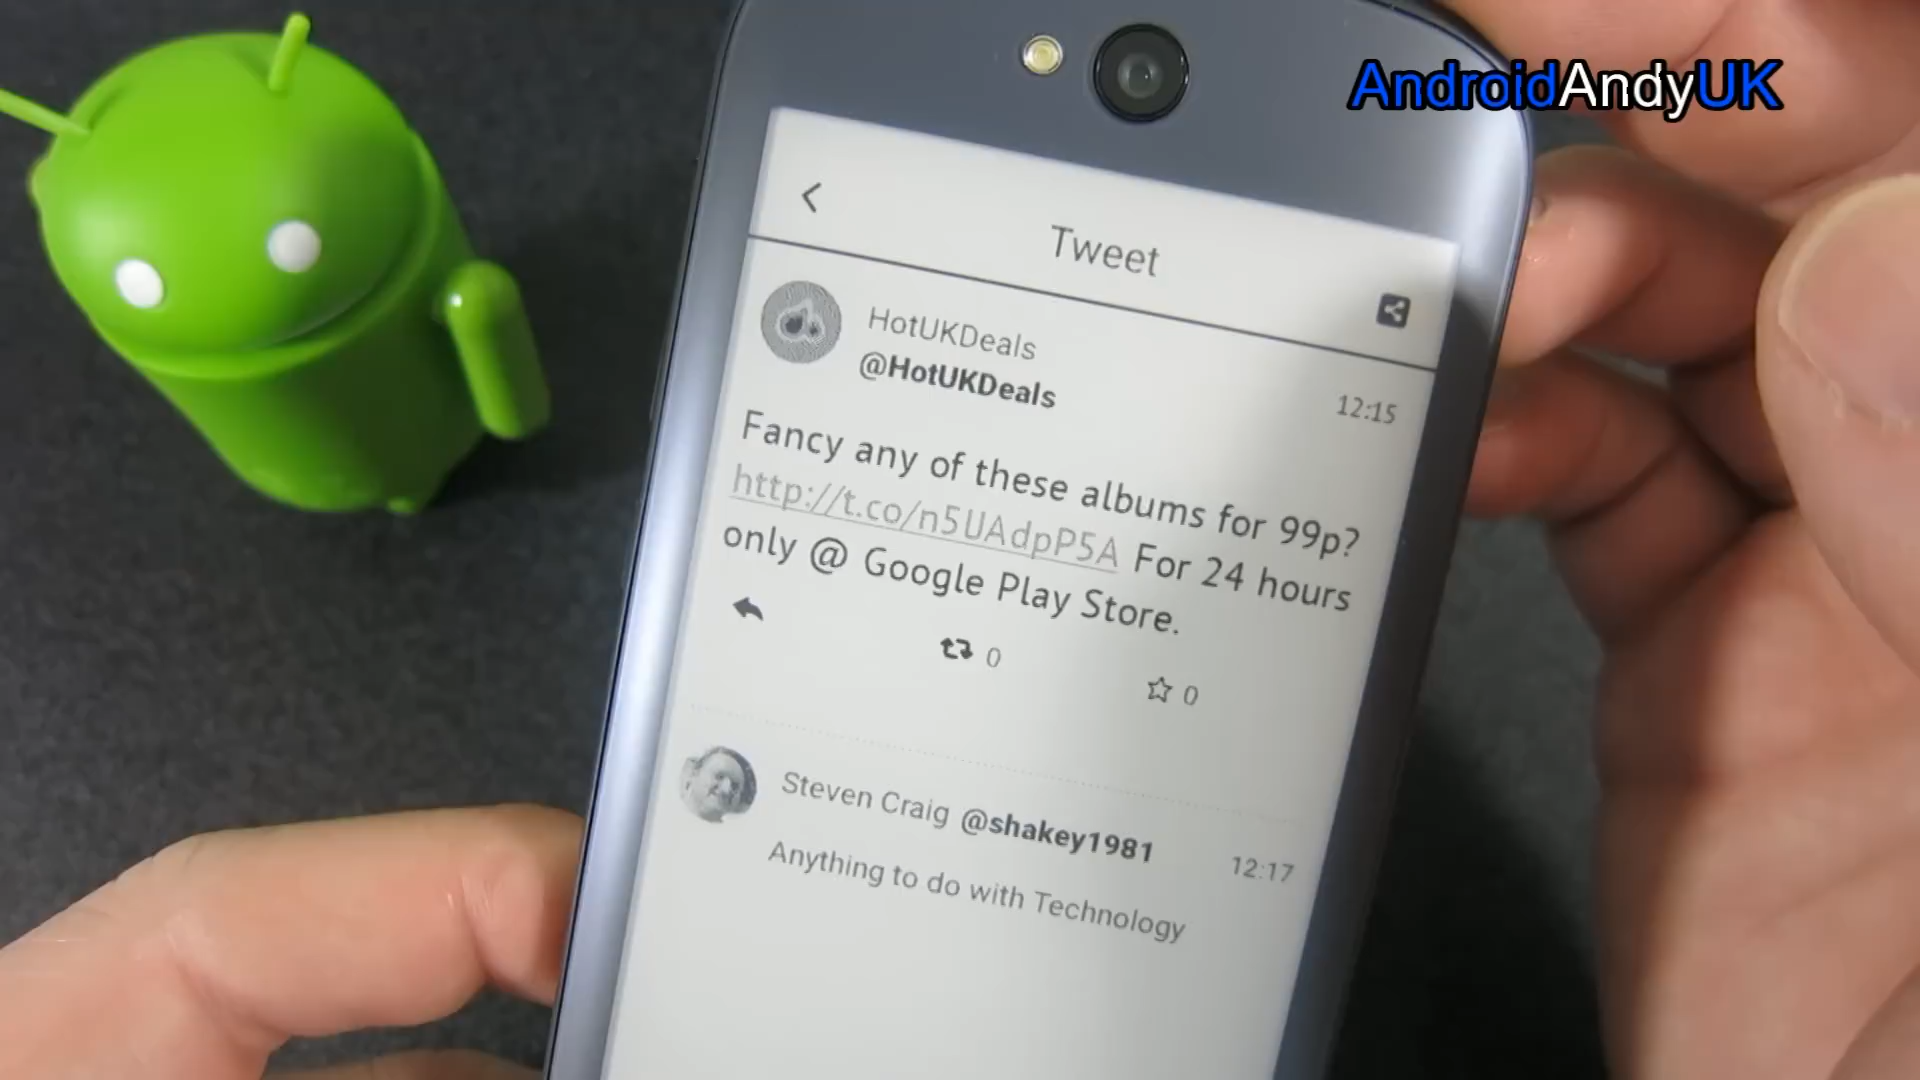 AndroidAndyUK
Tweet
HotUKDeals
@HotUKDeals
12:15
Fancy any of these albums for 99p?
http://t.co/n5UAdpP5A For 24 hours
only @ Google Play Store.
0
0
Steven Craig @shakey1981
12:17
Anything to do with Technology